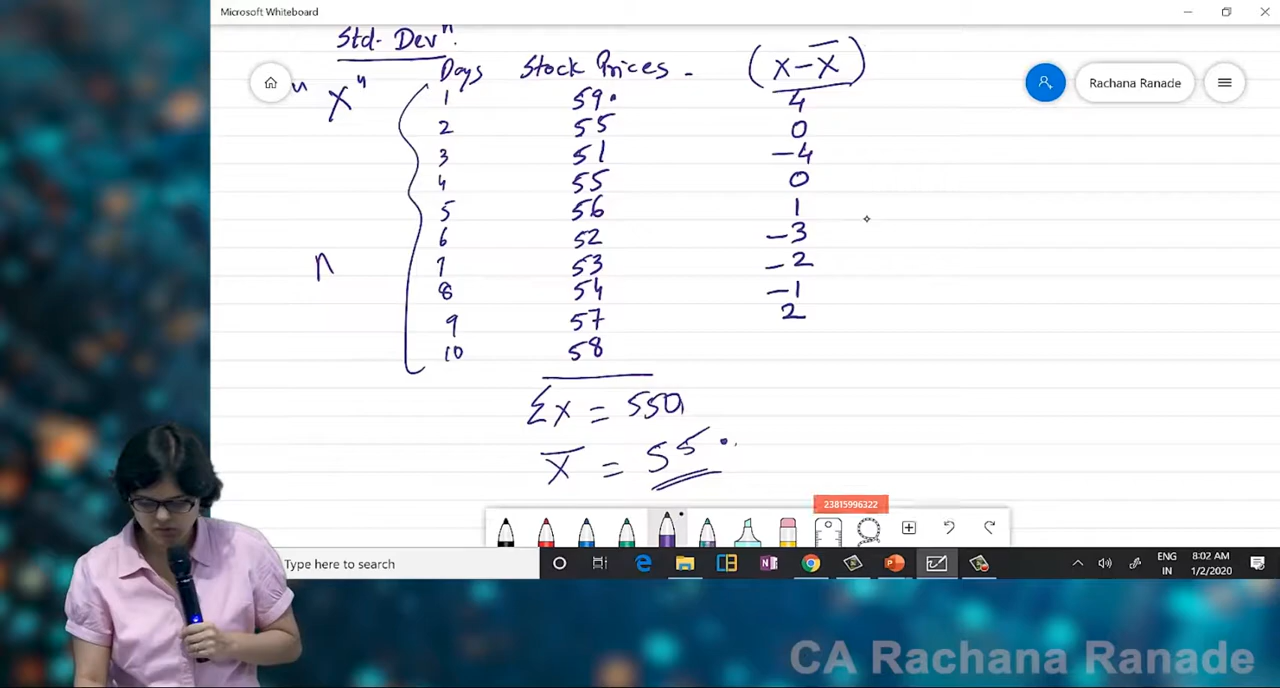 Microsoft Whiteboard
Std. Devⁿ.
Days Stock Prices - (x-x̅)
"x"
Rachana Ranade
1 59. 4
2 55 0
3 51 -4
4 55 0
5 56 1
6 52 -3
n
7 53 -2
8 54 -1
9 57 2
10 58
Σx = 550
x̅ = 55.
23815996322
Type here to search
ENG
IN
8:02 AM
1/2/2020
CA Rachana Ranade